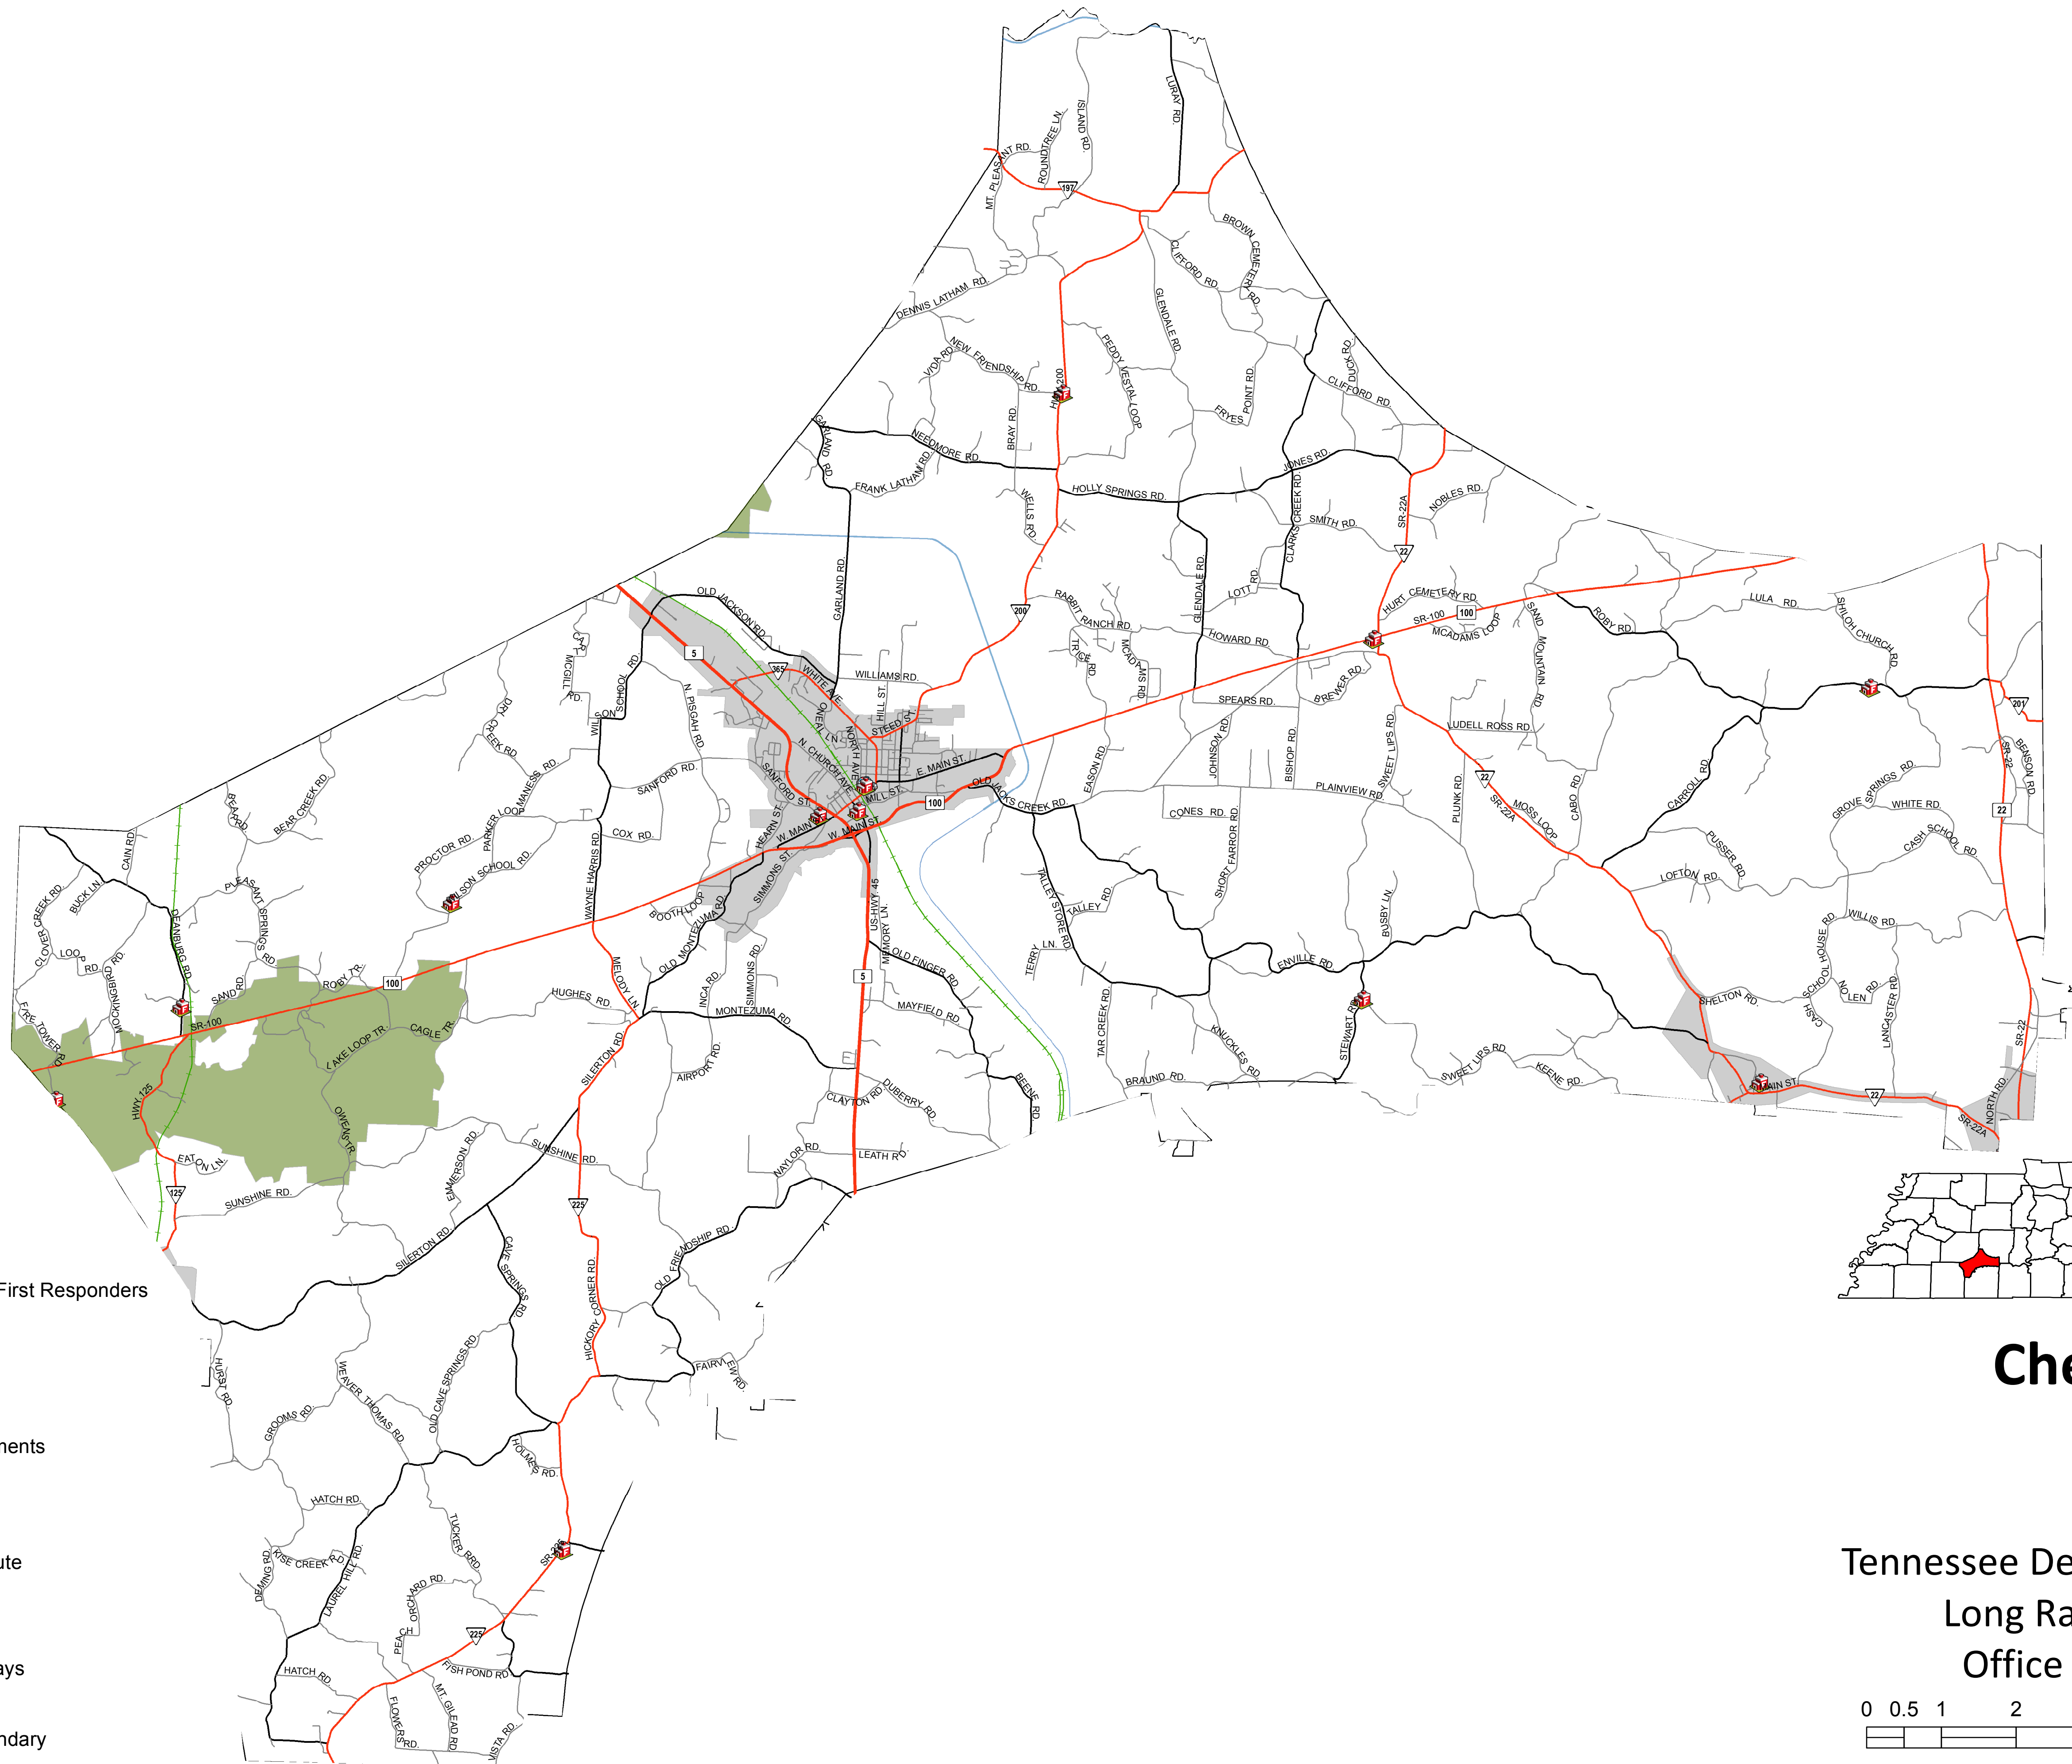 LURAY RD.
ISLAND RD.
ROUNDTREE LN.
MT. PLEASANT RD.
197
BROWN CEMETERY RD.
CLIFFORD RD.
GLENDALE RD.
DENNIS LATHAM RD.
NEW FRIENDSHIP RD.
VIDA RD.
PEDDY VESTAL LOOP
DUCK RD.
CLIFFORD RD.
FRYES POINT RD.
BRAY RD.
GARLAND RD.
NEEDMORE RD.
FRANK LATHAM RD.
JONES RD.
HOLLY SPRINGS RD.
WELLS RD.
CLARKS CREEK RD.
SR-22A
NOBLES RD.
SMITH RD.
22
GARLAND RD.
OLD JACKSON RD.
200
RABBIT RANCH RD.
TRICE RD
MCADAMS RD.
GLENDALE RD.
LOTT RD.
HOWARD RD.
HURT CEMETERY RD.
SR-100
100
MCADAMS LOOP
SAND MOUNTAIN RD
ROBY RD.
LULA RD.
SHILOH CHURCH RD.
5
365
WHITE AVE.
WILLIAMS RD.
HILL ST.
STEED ST.
ONEAL LN.
NORTH AVE.
N. CHURCH AVE.
SANFORD ST.
MCGILL RD.
WILSON SCHOOL RD
N. PISGAH RD.
DRY CREEK RD
MANESS RD.
SANFORD RD.
COX RD.
E. MAIN ST.
MILL ST.
W. MAIN
W. MAIN ST.
HEARN ST.
SIMMONS ST.
100
OLD JACKS CREEK RD.
EASON RD.
SPEARS RD.
BREWER RD.
JOHNSON RD.
BISHOP RD.
SWEET LIPS RD.
LUDELL ROSS RD.
PLAINVIEW RD.
22
SR-22A
MOSS LOOP
PLUNK RD.
CABO RD.
CARROLL RD.
201
SR-22
BENSON RD.
22
GROVE SPRINGS RD.
WHITE RD.
CASH SCHOOL RD.
PUSSER RD.
LOFTON RD.
WILLIS RD.
CONES RD.
SHORT FARROR RD.
BEAR RD.
BEAR CREEK RD.
CAIN RD.
PROCTOR RD.
PARKER LOOP
WILSON SCHOOL RD.
WAYNE HARRIS RD.
CLOVER CREEK RD.
BUCK LN.
PLEASANT SPRINGS RD.
DEANBURG RD.
LOOP RD.
MOCKINGBIRD RD.
FIRE TOWER RD.
SAND RD.
ROBY TR.
100
SR-100
LAKE LOOP TR.
CAGLE TR.
OWENS TR.
HWY 125
BOOTH LOOP
OLD MONTEZUMA RD.
MELODY LN.
HUGHES RD.
INCA RD.
SIMMONS RD.
MONTEZUMA RD.
US-HWY. 45
MEMORY LN.
OLD FINGER RD.
MAYFIELD RD.
5
TALLEY STORE RD.
TALLEY RD.
TERRY LN.
TAR CREEK RD.
ENVILLE RD.
BUSBY LN.
STEWART RD.
KNUCKLES RD.
BRAUND RD.
SWEET LIPS RD.
KEENE RD.
SHELTON RD.
CASH SCHOOL HOUSE RD
NOLEN RD
LANCASTER RD.
SR-22
E. MAIN ST.
22
SR-22A
NORTH RD.
SILERTON RD.
AIRPORT RD.
BEENE RD.
CLAYTON RD.
DUBERRY RD.
LEATH RD.
NAYLOR RD.
SUNSHINE RD.
EMMERSON RD.
EATON LN.
125
SUNSHINE RD.
225
SILERTON RD.
OLD FRIENDSHIP RD.
CAVE SPRINGS RD
HICKORY CORNER RD.
FAIRVIEW RD.
First Responders
HURST RD.
WEAVER THOMAS RD.
OLD CAVE SPRINGS RD.
GROOMS RD.
HOLMES RD.
Che
ments
HATCH RD.
TUCKER RRD.
KISE CREEK RD.
DEMING RD.
LAUREL HILL RD.
PEACH ORCHARD RD.
225
FISH POND RD
HATCH RD.
FLOWERS RD.
MT. GILEAD RD
VISTA RD.
ute
ays
ndary
Tennessee De
Long Ra
Office
0 0.5 1 2